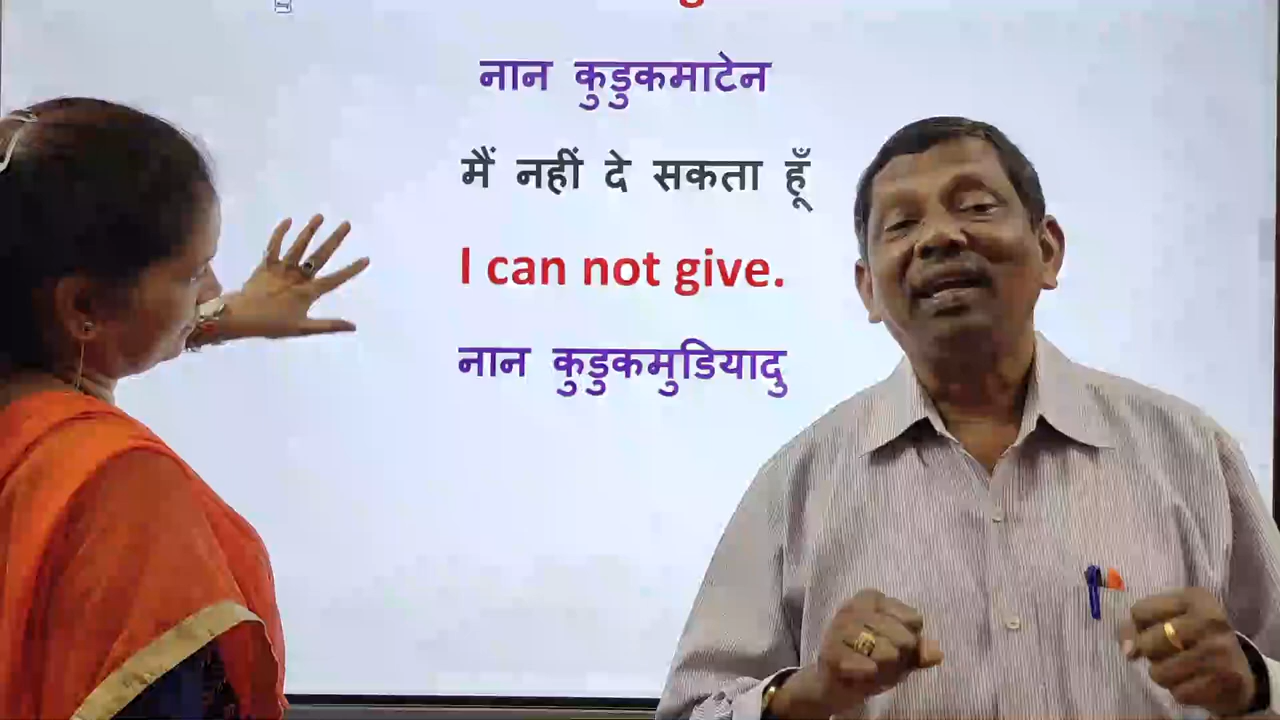 नान कुडुकमाटेन
मैं नहीं दे सकता हूँ
I can not give.
नान कुडुकमुडियादु